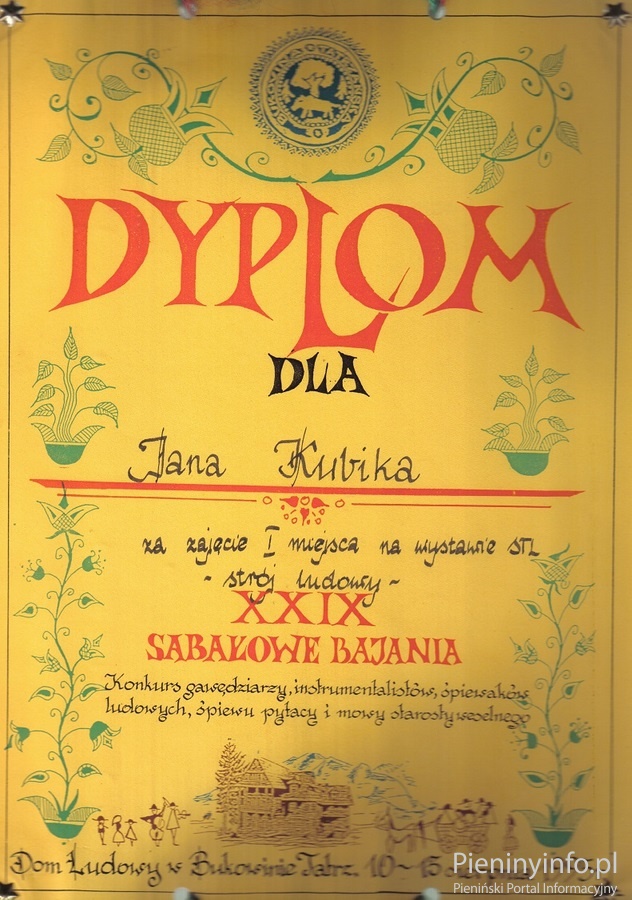 DYPLOM
DLA
Jana Kubika
za zajęcie I miejsca na wystawie STL
- strój ludowy -
XXIX
SABAŁOWE BAJANIA
Konkurs gawędziarzy, instrumentalistów, śpiewaków
ludowych, śpiewu pytacy i mowy starosty weselnego
Dom Ludowy w Bukowinie Tatrz. 10-15
Pieninyinfo.pl
Pieniński Portal Informacyjny